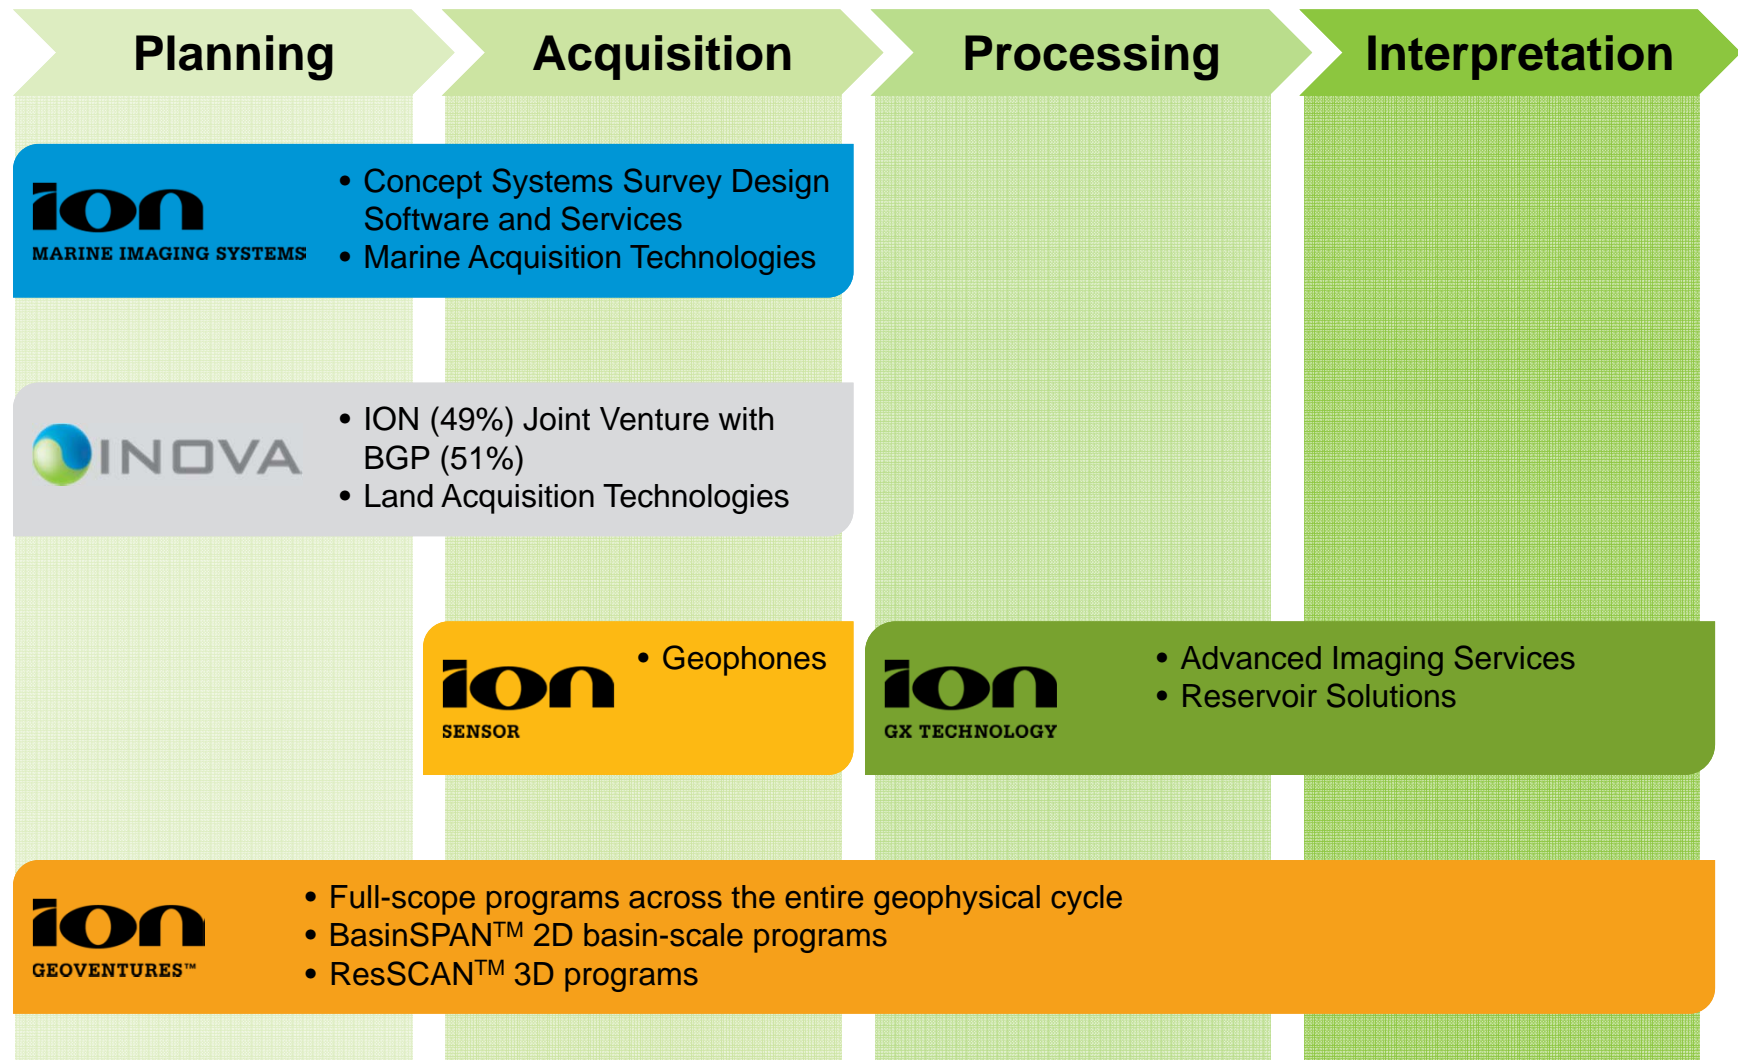 Planning
Acquisition
Processing
Interpretation
ion
MARINE IMAGING SYSTEMS
• Concept Systems Survey Design
Software and Services
• Marine Acquisition Technologies
INOVA
• ION (49%) Joint Venture with
BGP (51%)
• Land Acquisition Technologies
ion
SENSOR
• Geophones
ion
GX TECHNOLOGY
• Advanced Imaging Services
• Reservoir Solutions
ion
GEOVENTURES™
• Full-scope programs across the entire geophysical cycle
• BasinSPAN™ 2D basin-scale programs
• ResSCAN™ 3D programs